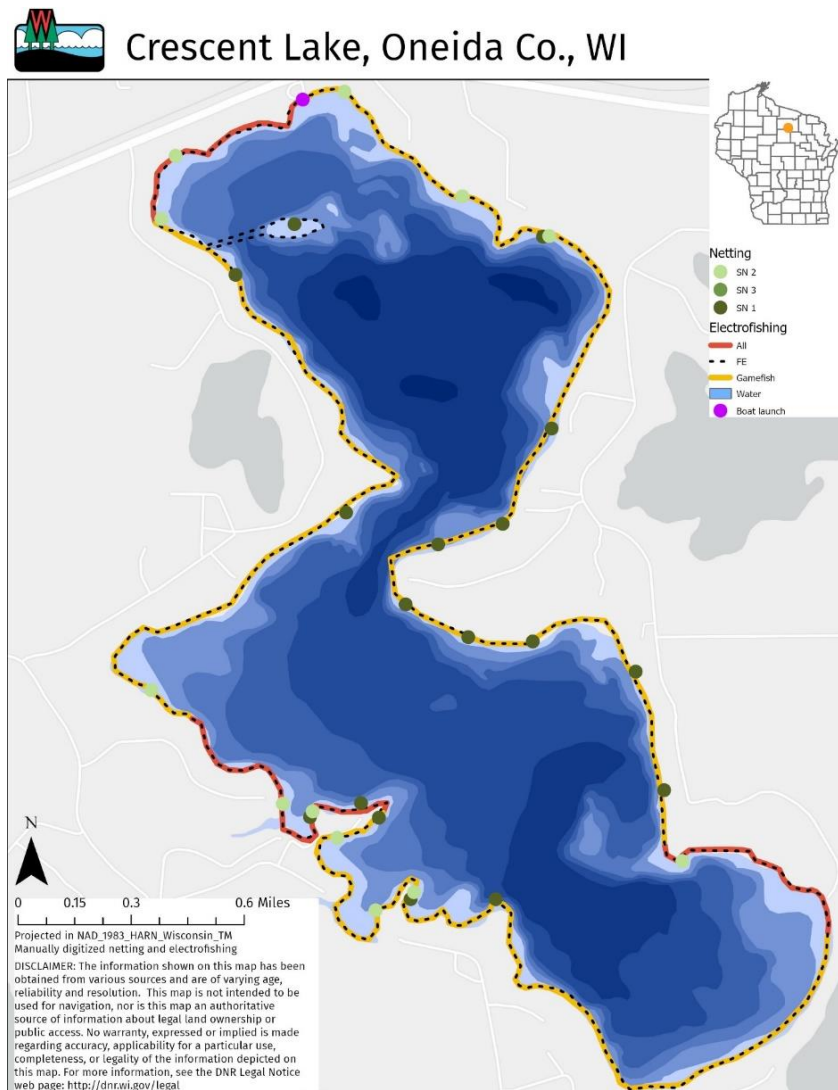 W
Crescent Lake, Oneida Co., WI
Netting
SN 2
SN 3
SN 1
Electrofishing
All
FE
Gamefish
Water
Boat launch
N
0 0.15 0.3 0.6 Miles
Projected in NAD_1983_HARN_Wisconsin_TM
Manually digitized netting and electrofishing
DISCLAIMER: The information shown on this map has been
obtained from various sources and are of varying age,
reliability and resolution. This map is not intended to be
used for navigation, nor is this map an authoritative
source of information about legal land ownership or
public access. No warranty, expressed or implied is made
regarding accuracy, applicability for a particular use,
completeness, or legality of the information depicted on
this map. For more information, see the DNR Legal Notice
web page: http://dnr.wi.gov/legal